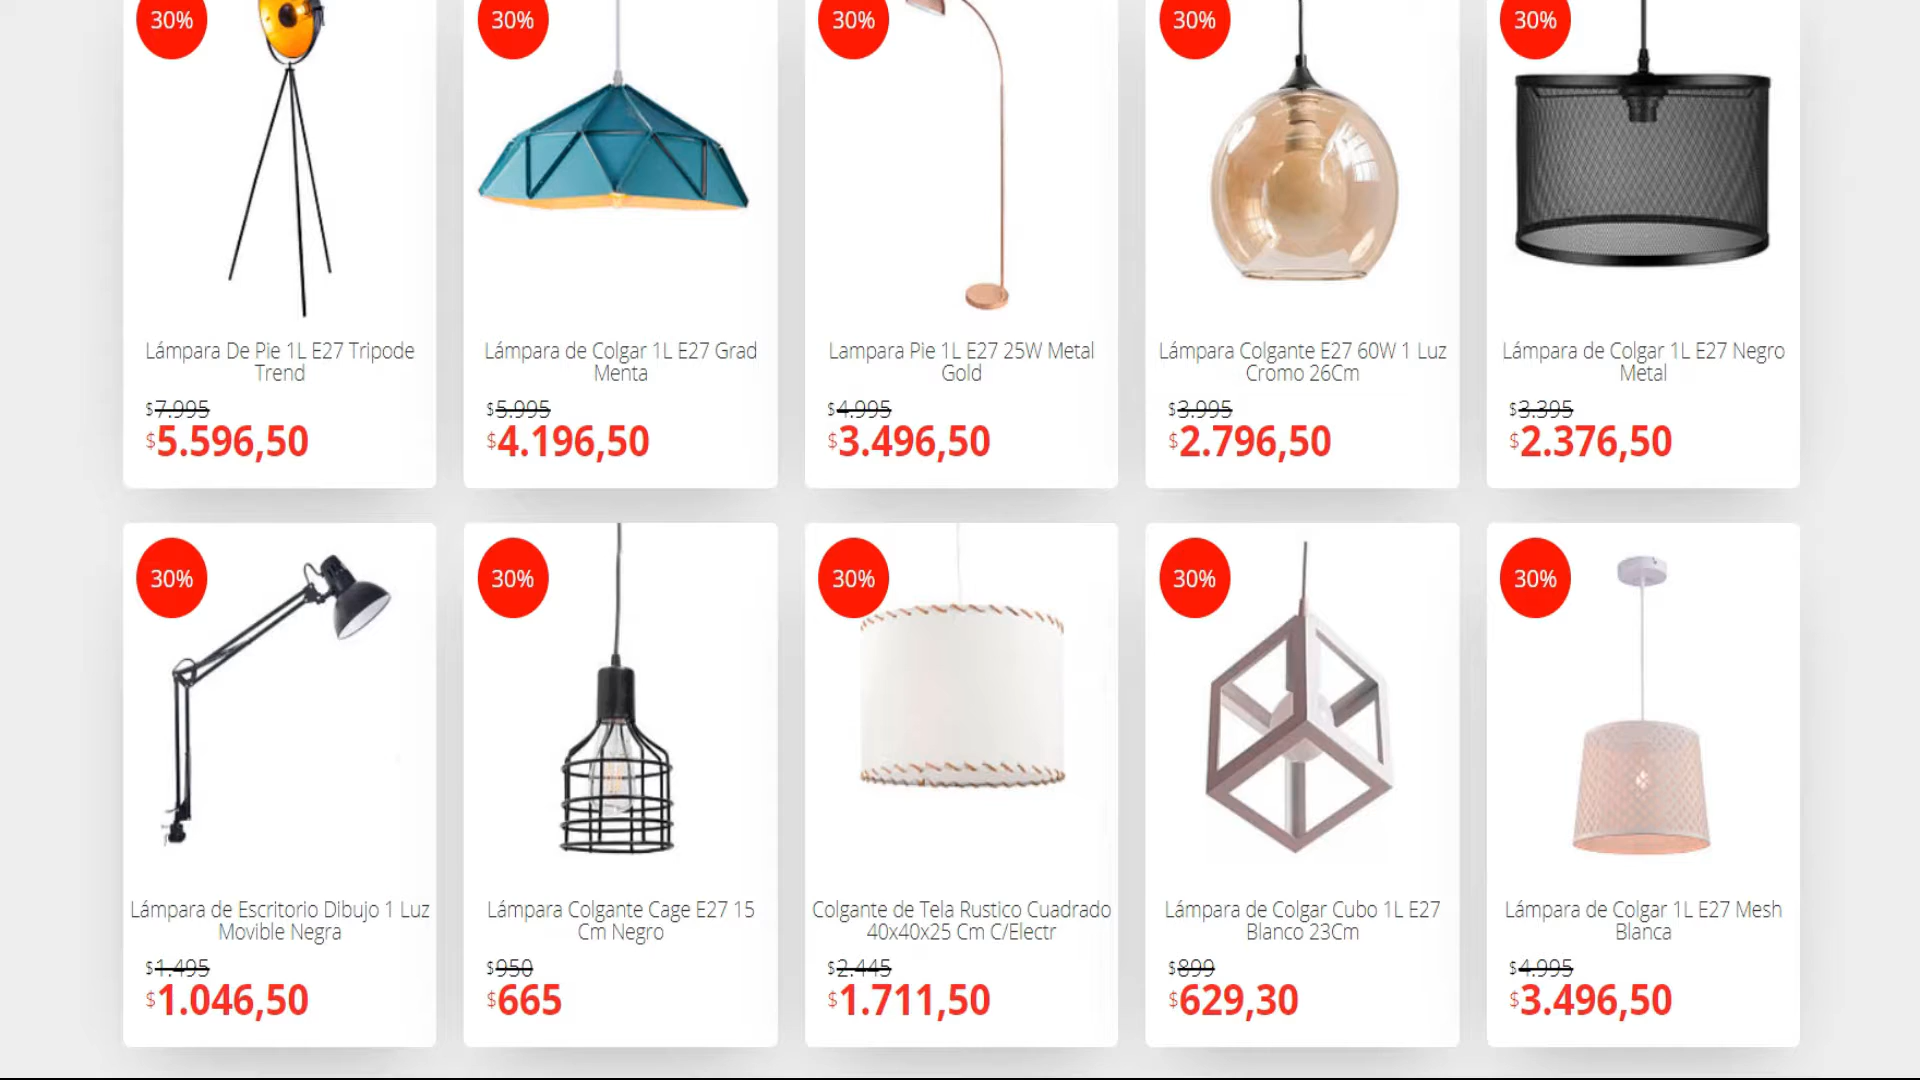 30% 30% 30% 30% 30%
Lámpara De Pie 1L E27 Tripode
Trend
$7.995
$5.596,50
Lámpara de Colgar 1L E27 Grad
Menta
$5.995
$4.196,50
Lampara Pie 1L E27 25W Metal
Gold
$4.995
$3.496,50
Lámpara Colgante E27 60W 1 Luz
Cromo 26Cm
$3.995
$2.796,50
Lámpara de Colgar 1L E27 Negro
Metal
$3.395
$2.376,50
30% 30% 30% 30% 30%
Lámpara de Escritorio Dibujo 1 Luz
Movible Negra
$1.495
$1.046,50
Lámpara Colgante Cage E27 15
Cm Negro
$950
$665
Colgante de Tela Rustico Cuadrado
40x40x25 Cm C/Electr
$2.445
$1.711,50
Lámpara de Colgar Cubo 1L E27
Blanco 23Cm
$899
$629,30
Lámpara de Colgar 1L E27 Mesh
Blanca
$4.995
$3.496,50